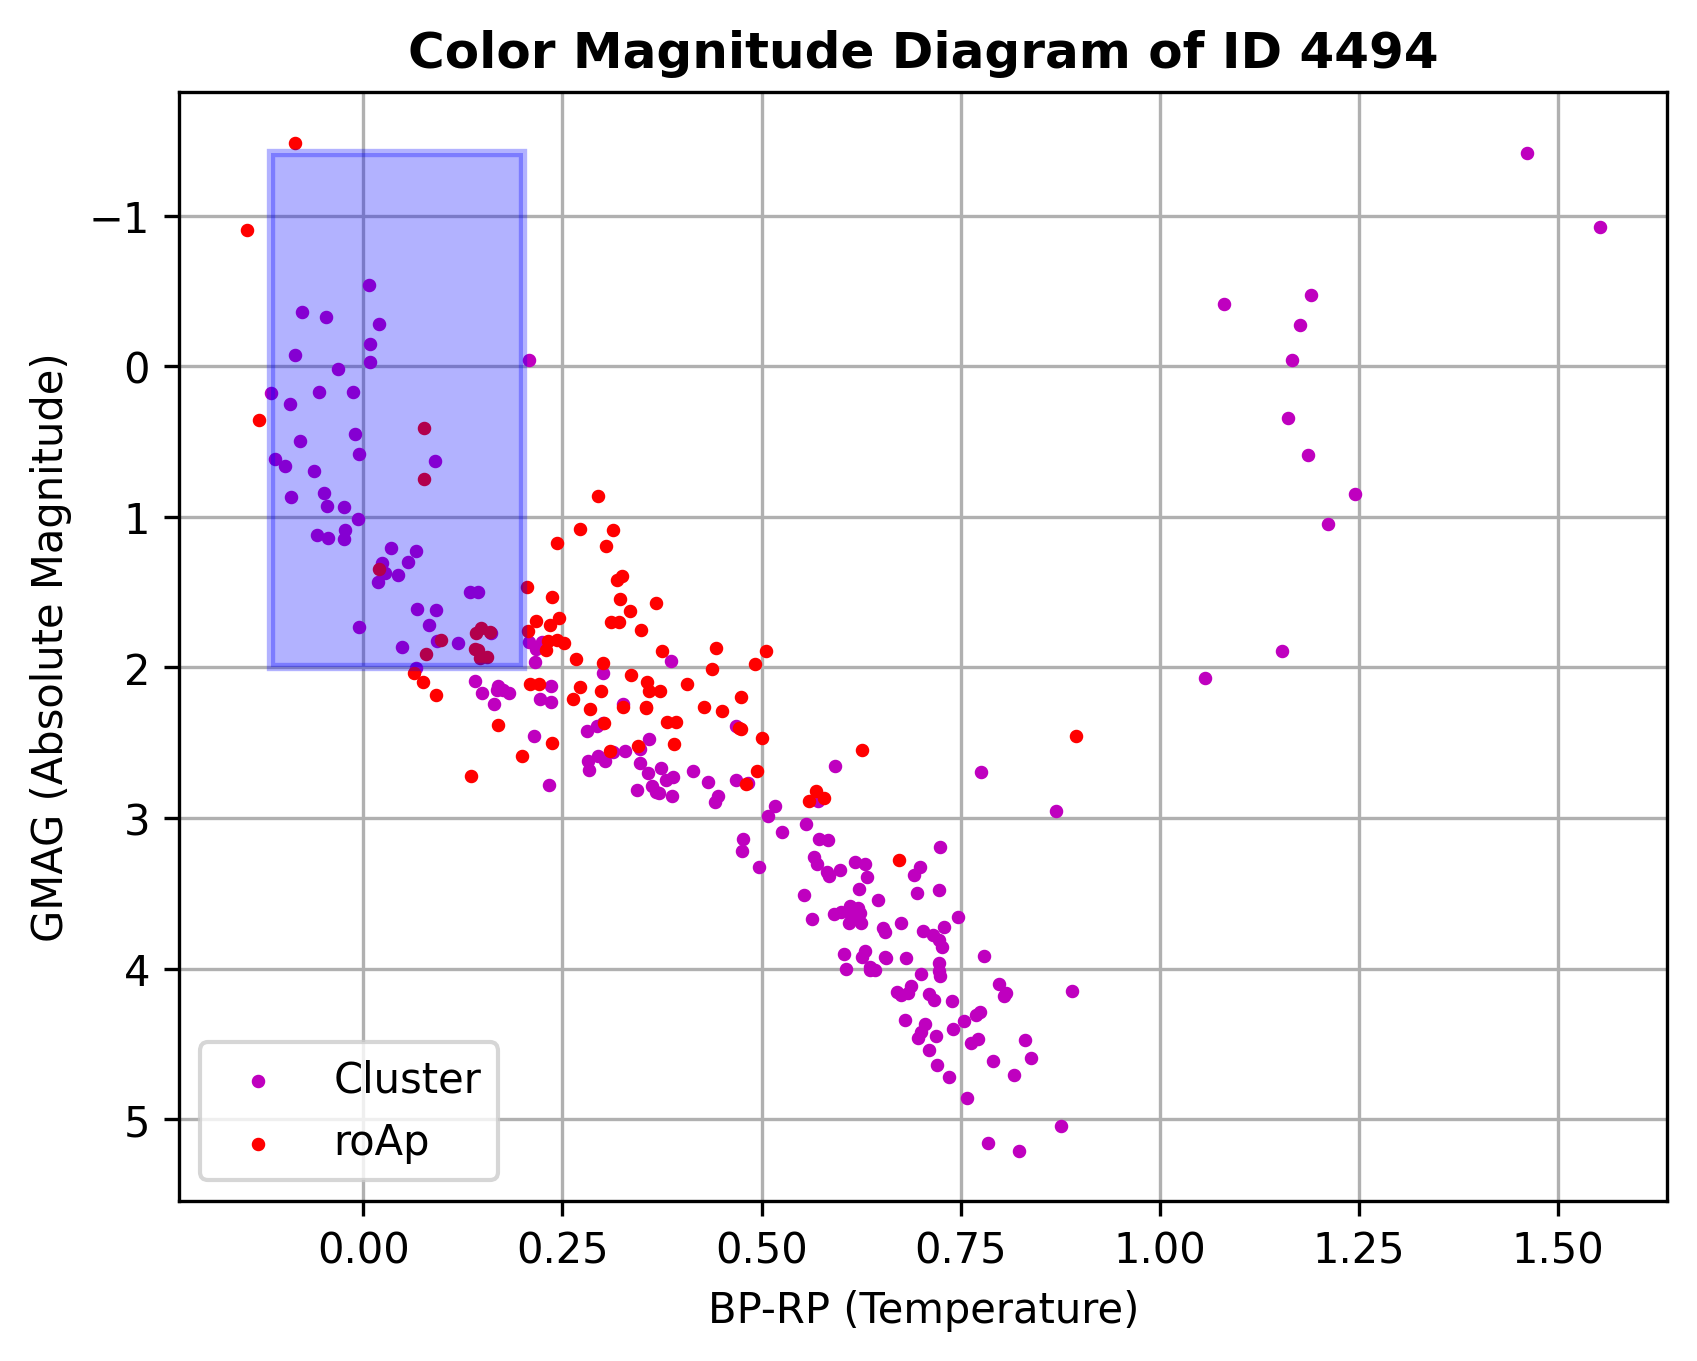 Color Magnitude Diagram of ID 4494
GMAG (Absolute Magnitude)
−1
0
1
2
3
4
5
Cluster
roAp
0.00 0.25 0.50 0.75 1.00 1.25 1.50
BP-RP (Temperature)